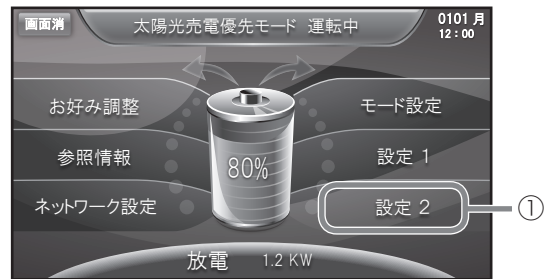 画面消
太陽光売電優先モード 運転中
0101 月
12:00
お好み調整
モード設定
参照情報
80%
設定 1
ネットワーク設定
設定 2
①
放電 1.2 KW